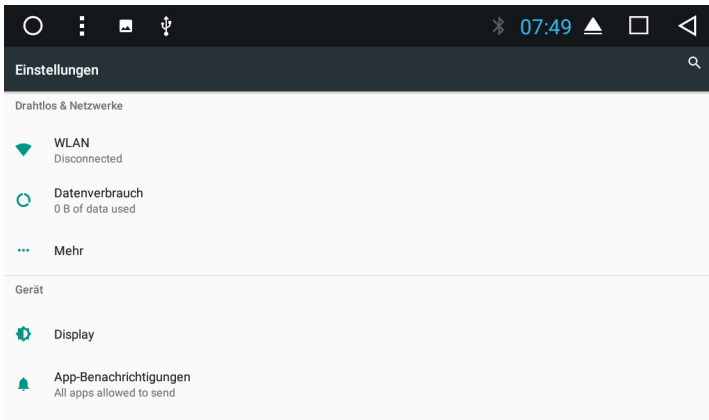 07:49
Einstellungen
Drahtlos & Netzwerke
WLAN
Disconnected
Datenverbrauch
0 B of data used
Mehr
Gerät
Display
App-Benachrichtigungen
All apps allowed to send